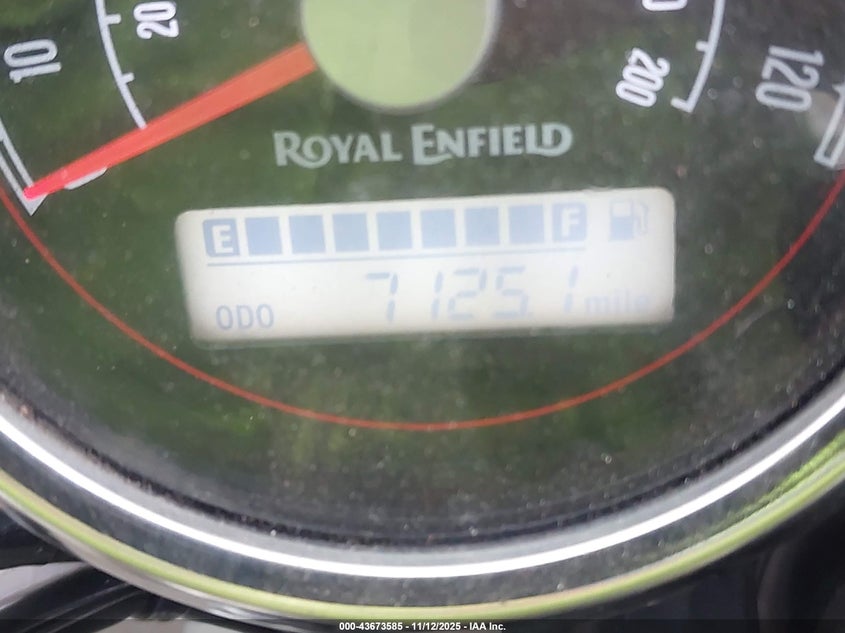 10
20
200
120
ROYAL ENFIELD
E F
ODO 7125.1 mile
000-43673585 - 11/12/2025 - IAA Inc.